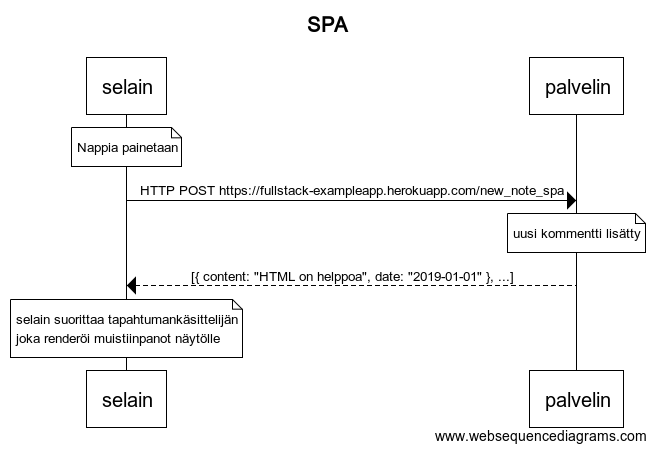 SPA
selain
palvelin
Nappia painetaan
HTTP POST https://fullstack-exampleapp.herokuapp.com/new_note_spa
uusi kommentti lisätty
[{ content: "HTML on helppoa", date: "2019-01-01" }, ...]
selain suorittaa tapahtumankäsittelijän
joka renderöi muistiinpanot näytölle
selain
palvelin
www.websequencediagrams.com